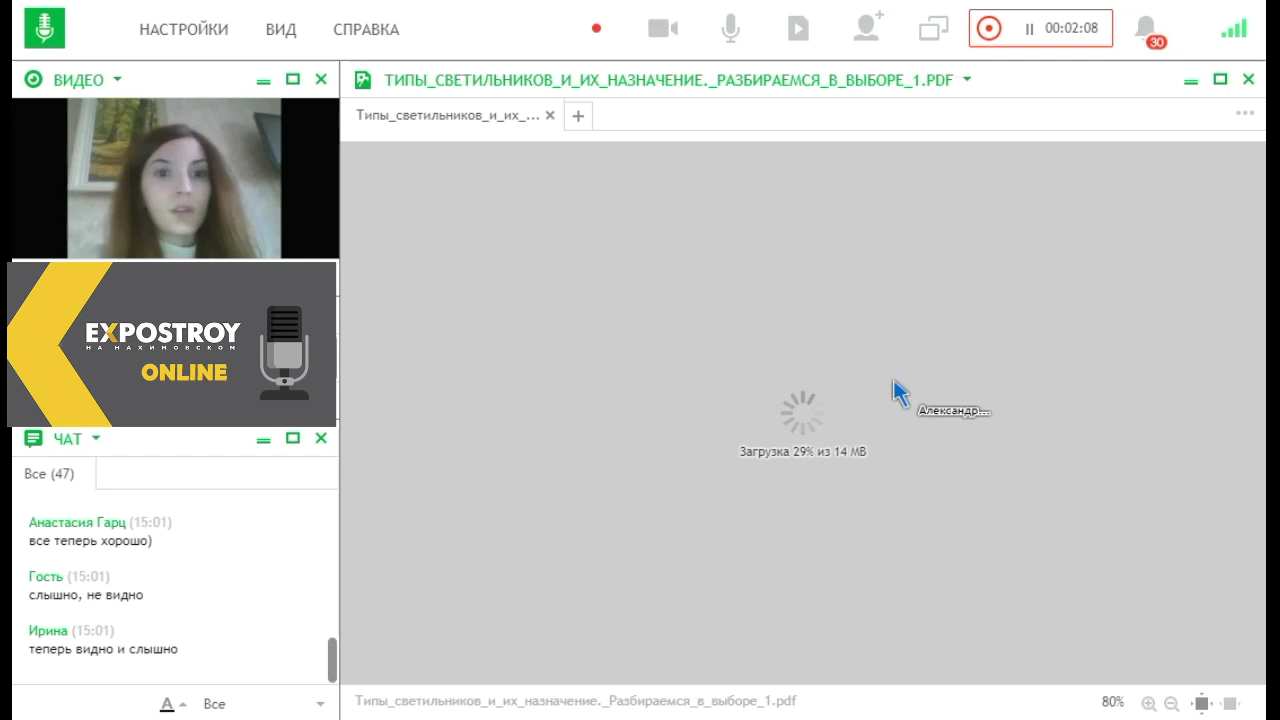 НАСТРОЙКИ ВИД СПРАВКА 00:02:08 30
ВИДЕО
ТИПЫ_СВЕТИЛЬНИКОВ_И_ИХ_НАЗНАЧЕНИЕ._РАЗБИРАЕМСЯ_В_ВЫБОРЕ_1.PDF
Типы_светильников_и_их_...
EXPOSTROY
НА НАХИМОВСКОМ
ONLINE
Александр...
Загрузка 29% из 14 MB
ЧАТ
Все (47)
Анастасия Гарц (15:01)
все теперь хорошо)
Гость (15:01)
слышно, не видно
Ирина (15:01)
теперь видно и слышно
A Все
Типы_светильников_и_их_назначение._Разбираемся_в_выборе_1.pdf 80%